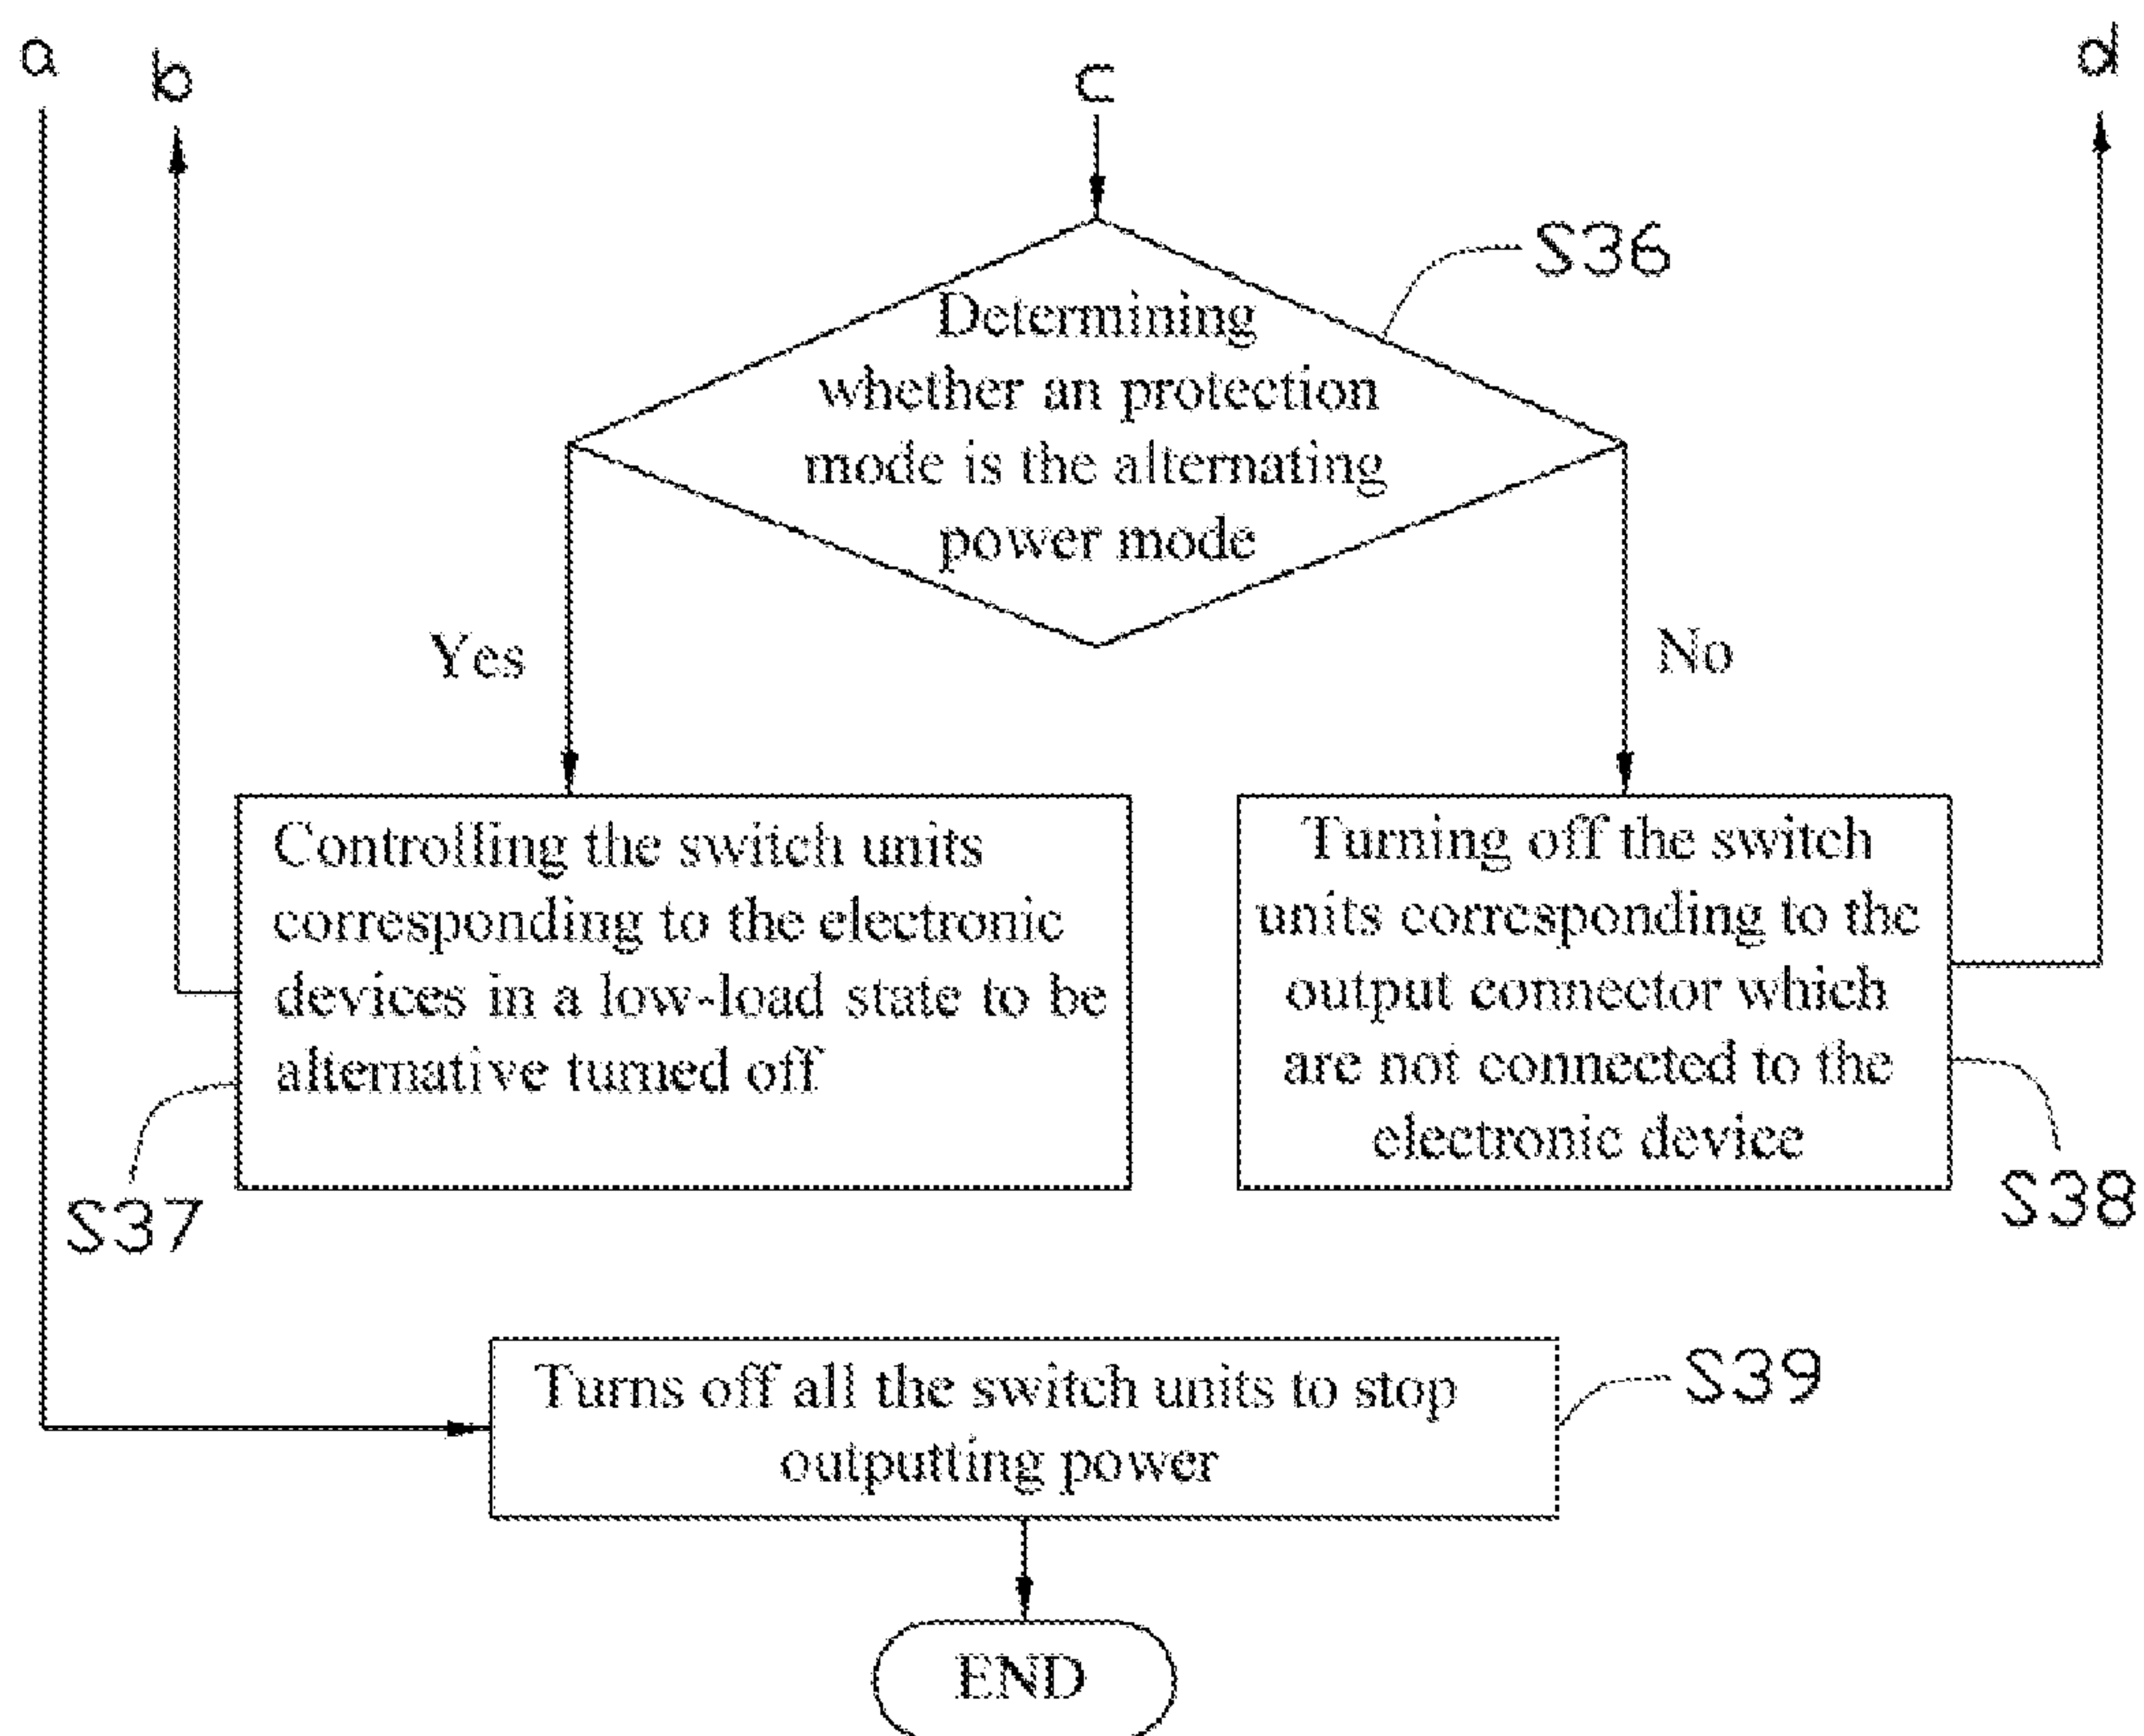 a
b
c
d
S36
Determining
whether an protection
mode is the alternating
power mode
Yes
No
Controlling the switch units
corresponding to the electronic
devices in a low-load state to be
alternative turned off
S37
Turning off the switch
units corresponding to the
output connector which
are not connected to the
electronic device
S38
Turns off all the switch units to stop
outputting power
S39
END